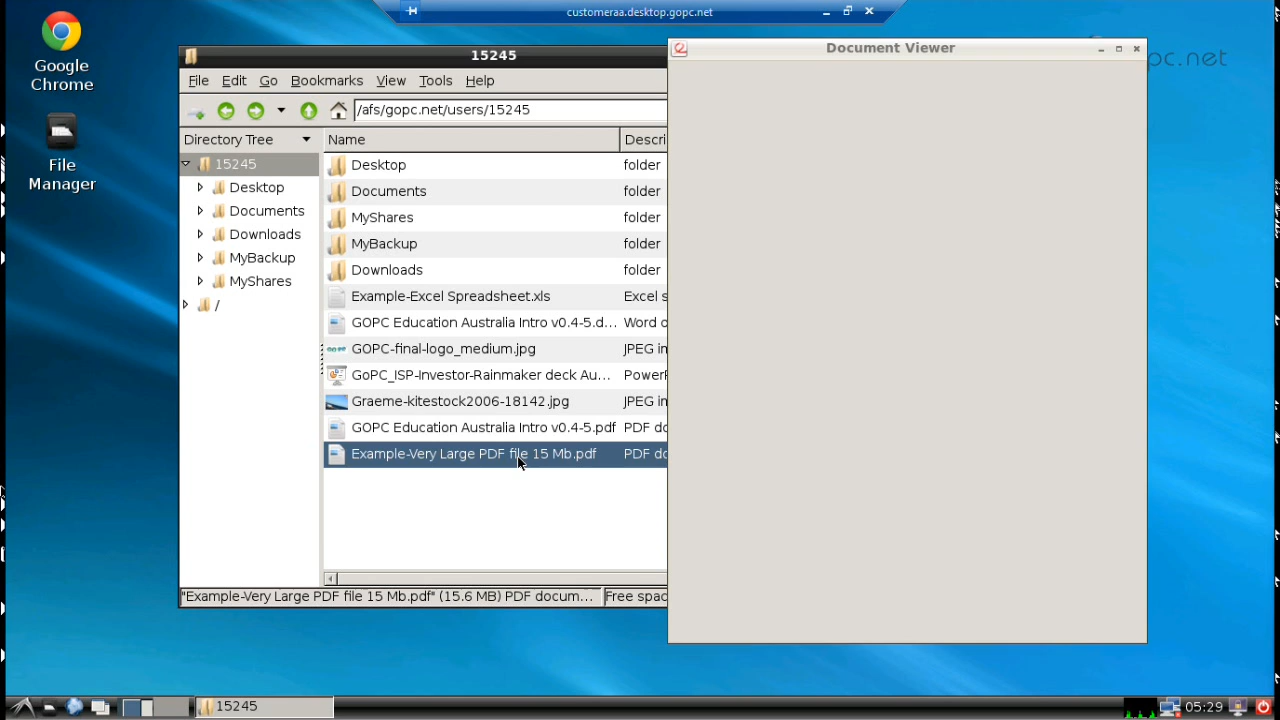 customeraa.desktop.gopc.net
Google
Chrome
File
Manager
15245
File Edit Go Bookmarks View Tools Help
/afs/gopc.net/users/15245
Directory Tree
15245
Desktop
Documents
Downloads
MyBackup
MyShares
/
Name Descri
Desktop folder
Documents folder
MyShares folder
MyBackup folder
Downloads folder
Example-Excel Spreadsheet.xls Excel s
GOPC Education Australia Intro v0.4-5.d... Word d
GOPC-final-logo_medium.jpg JPEG in
GoPC_ISP-Investor-Rainmaker deck Au... PowerP
Graeme-kitestock2006-18142.jpg JPEG in
GOPC Education Australia Intro v0.4-5.pdf PDF do
Example-Very Large PDF file 15 Mb.pdf PDF do
"Example-Very Large PDF file 15 Mb.pdf" (15.6 MB) PDF docum... Free spac
Document Viewer
pc.net
15245
05:29